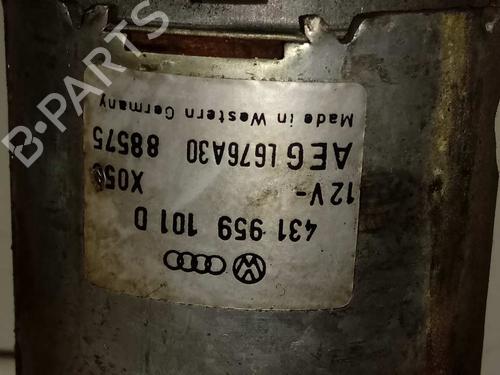 431 959 101 D
12V- X056
AEG L676A30 88575
Made in Western Germany
B-PARTS